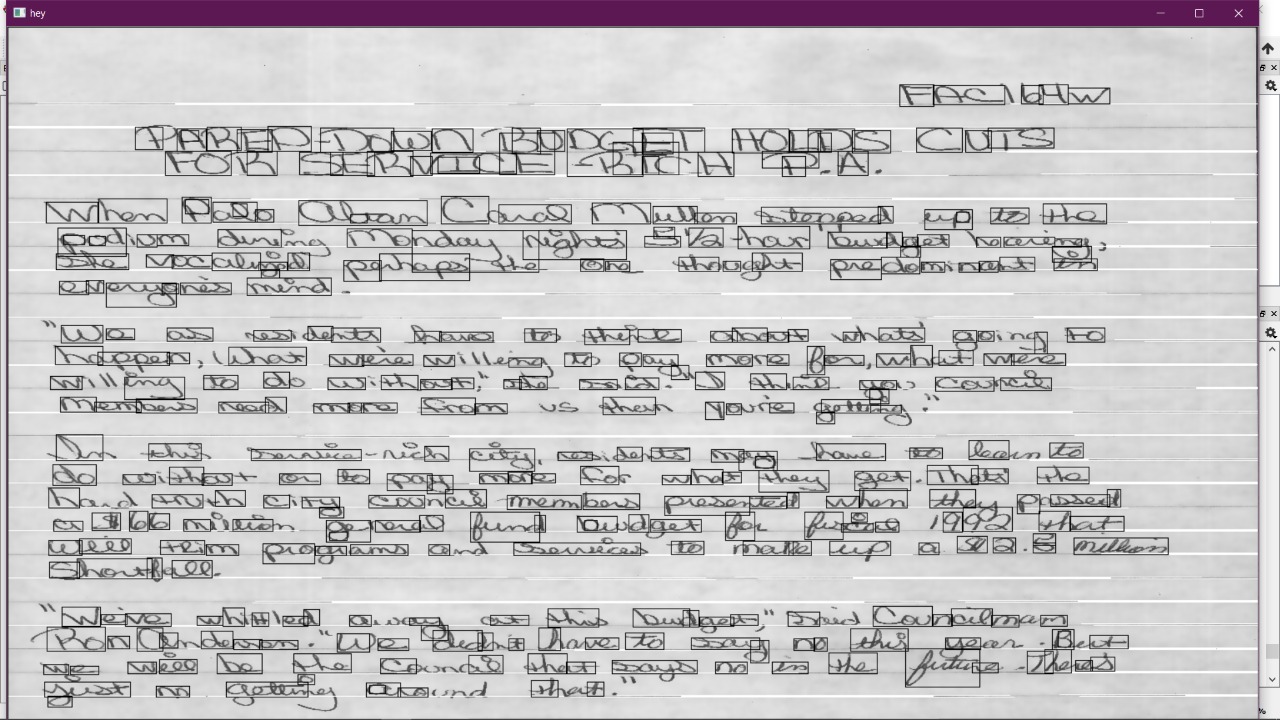 hey
FAC164W
PARED-DOWN BUDGET HOLDS CUTS
FOR SERVICE-RICH P.A.
When Palo Altoan Carol Mullen stepped up to the
podium during Monday night's 5 1/2-hour budget hearing,
she vocalized perhaps the one thought predominant in
everyone's mind.
"We as residents have to think about what's going to
happen, what we're willing to pay more for, what we're
willing to do without," she said. "I think you council
members need more from us than you're getting."
In this service-rich city, residents may have to learn to
do without or to pay more for what they get. That's the
hard truth city council members presented when they passed
a $166 million general fund budget for fiscal 1992 that
will trim programs and services to make up a $2.5 million
shortfall.
"We've whittled away at this budget," said Councilman
Ron Anderson. "We didn't have to say no this year. But
we will be the council that says no in the future. There's
just no getting around that."